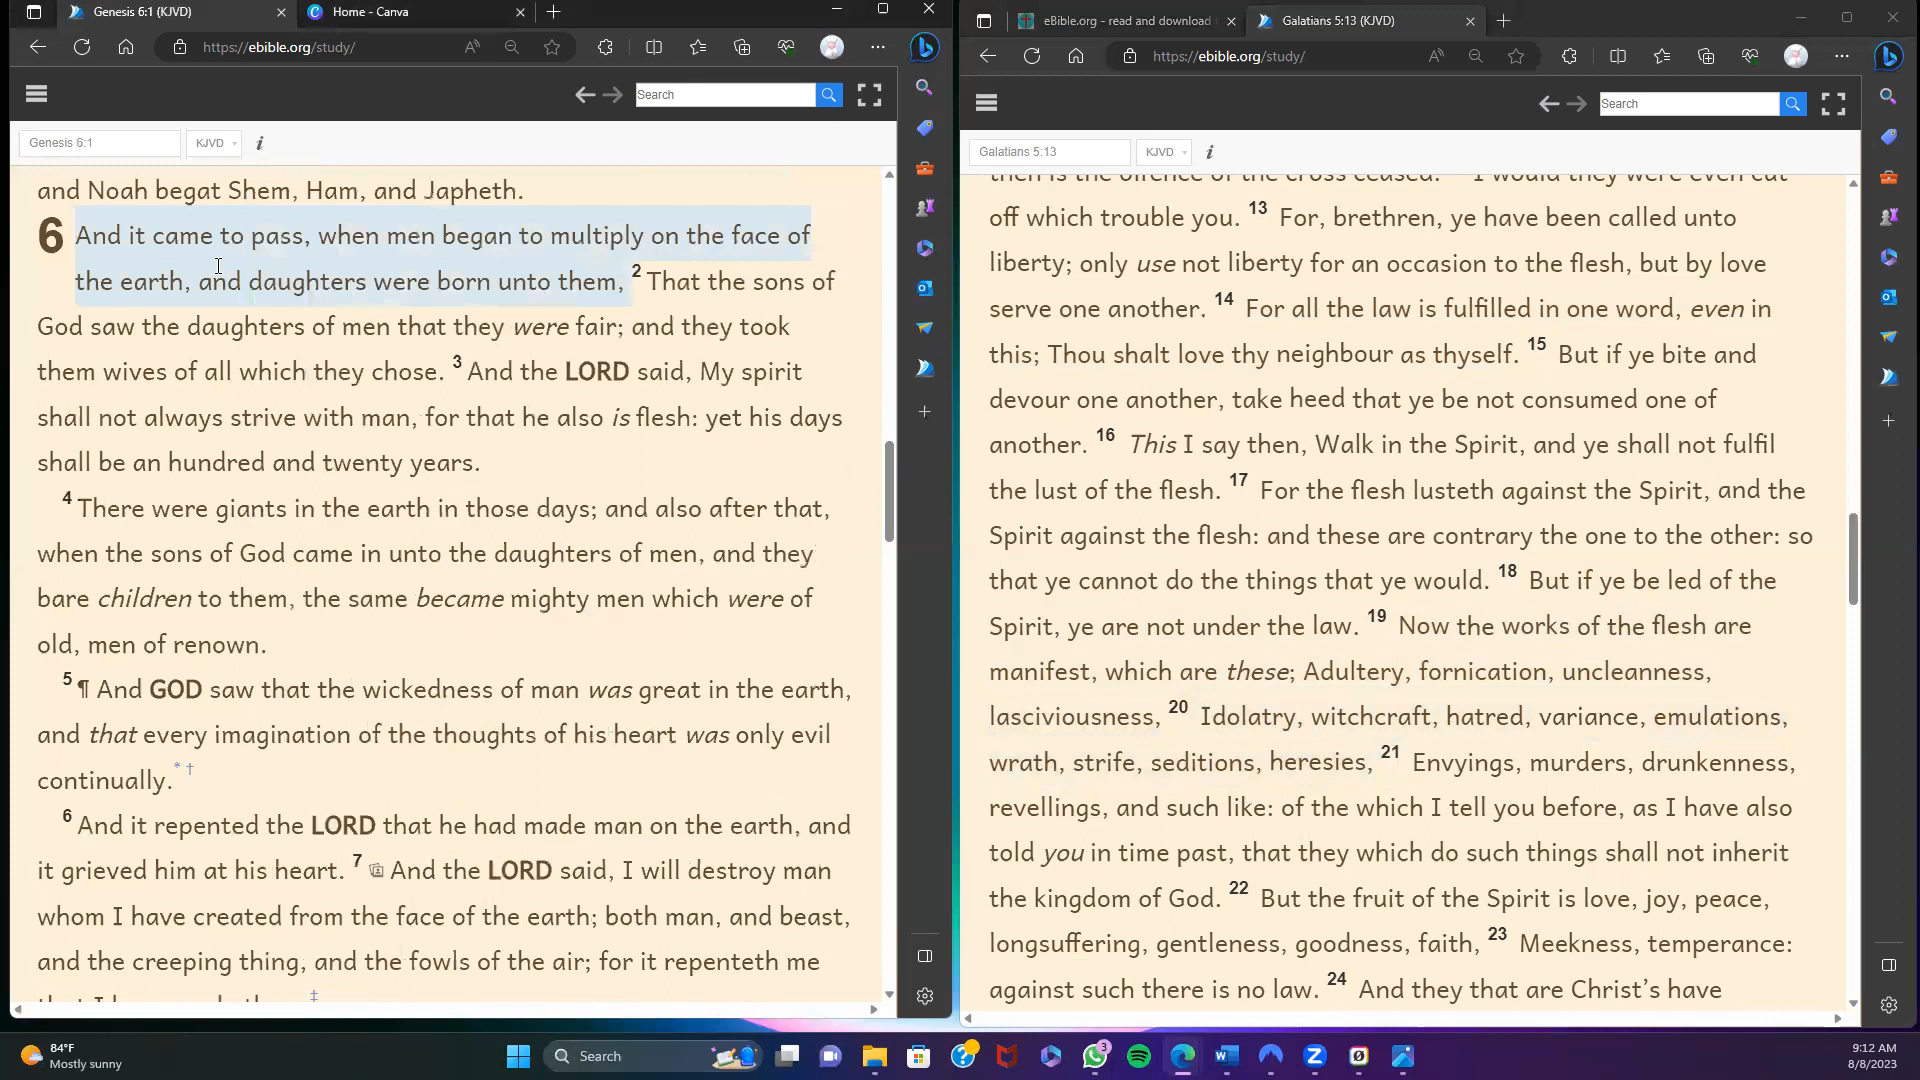 Genesis 6:1 (KJVD)
Home - Canva
https://ebible.org/study/
Search
Genesis 6:1
KJVD
i
and Noah begat Shem, Ham, and Japheth.
6 And it came to pass, when men began to multiply on the face of
the earth, and daughters were born unto them, 2 That the sons of
God saw the daughters of men that they were fair; and they took
them wives of all which they chose. 3 And the LORD said, My spirit
shall not always strive with man, for that he also is flesh: yet his days
shall be an hundred and twenty years.
4 There were giants in the earth in those days; and also after that,
when the sons of God came in unto the daughters of men, and they
bare children to them, the same became mighty men which were of
old, men of renown.
5 ¶ And GOD saw that the wickedness of man was great in the earth,
and that every imagination of the thoughts of his heart was only evil
continually. * †
6 And it repented the LORD that he had made man on the earth, and
it grieved him at his heart. 7 And the LORD said, I will destroy man
whom I have created from the face of the earth; both man, and beast,
and the creeping thing, and the fowls of the air; for it repenteth me
‡
eBible.org - read and download
Galatians 5:13 (KJVD)
https://ebible.org/study/
Search
Galatians 5:13
KJVD
i
then is the offence of the cross ceased. I would they were even cut
off which trouble you. 13 For, brethren, ye have been called unto
liberty; only use not liberty for an occasion to the flesh, but by love
serve one another. 14 For all the law is fulfilled in one word, even in
this; Thou shalt love thy neighbour as thyself. 15 But if ye bite and
devour one another, take heed that ye be not consumed one of
another. 16 This I say then, Walk in the Spirit, and ye shall not fulfil
the lust of the flesh. 17 For the flesh lusteth against the Spirit, and the
Spirit against the flesh: and these are contrary the one to the other: so
that ye cannot do the things that ye would. 18 But if ye be led of the
Spirit, ye are not under the law. 19 Now the works of the flesh are
manifest, which are these; Adultery, fornication, uncleanness,
lasciviousness, 20 Idolatry, witchcraft, hatred, variance, emulations,
wrath, strife, seditions, heresies, 21 Envyings, murders, drunkenness,
revellings, and such like: of the which I tell you before, as I have also
told you in time past, that they which do such things shall not inherit
the kingdom of God. 22 But the fruit of the Spirit is love, joy, peace,
longsuffering, gentleness, goodness, faith, 23 Meekness, temperance:
against such there is no law. 24 And they that are Christ's have
84°F
Mostly sunny
Search
3
9:12 AM
8/8/2023